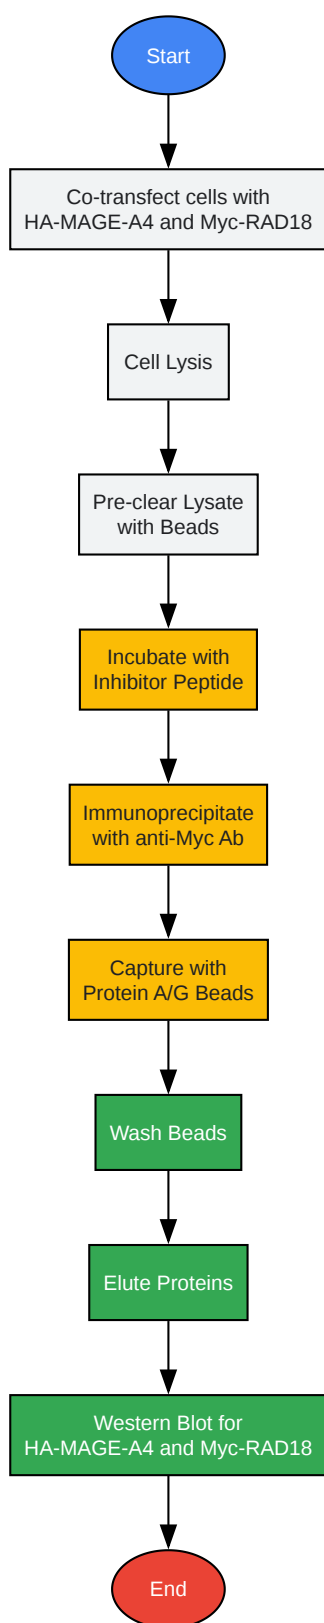 Start
Co-transfect cells with
HA-MAGE-A4 and Myc-RAD18
Cell Lysis
Pre-clear Lysate
with Beads
Incubate with
Inhibitor Peptide
Immunoprecipitate
with anti-Myc Ab
Capture with
Protein A/G Beads
Wash Beads
Elute Proteins
Western Blot for
HA-MAGE-A4 and Myc-RAD18
End